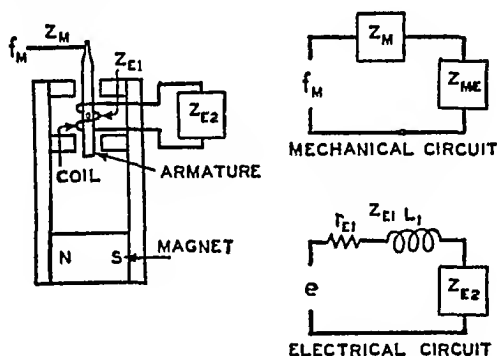 Z_M
f_M
Z_E1
Z_E2
COIL
ARMATURE
N S
MAGNET
Z_M
f_M
Z_ME
MECHANICAL CIRCUIT
r_E1 Z_E1 L_1
e
Z_E2
ELECTRICAL CIRCUIT